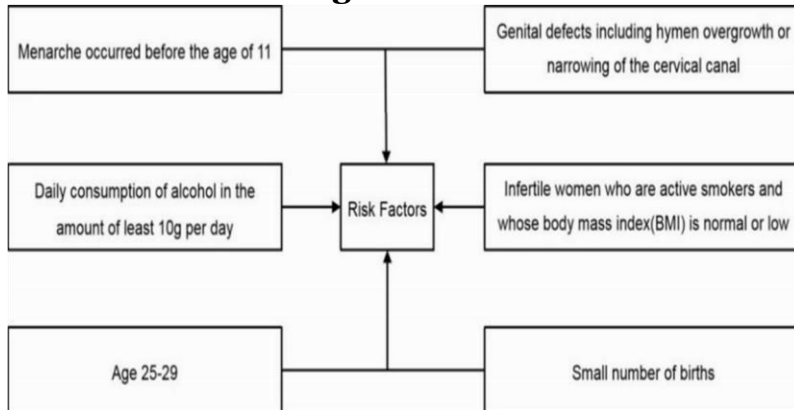 Menarche occurred before the age of 11
Genital defects including hymen overgrowth or
narrowing of the cervical canal
Daily consumption of alcohol in the
amount of least 10g per day
Risk Factors
Infertile women who are active smokers and
whose body mass index(BMI) is normal or low
Age 25-29
Small number of births